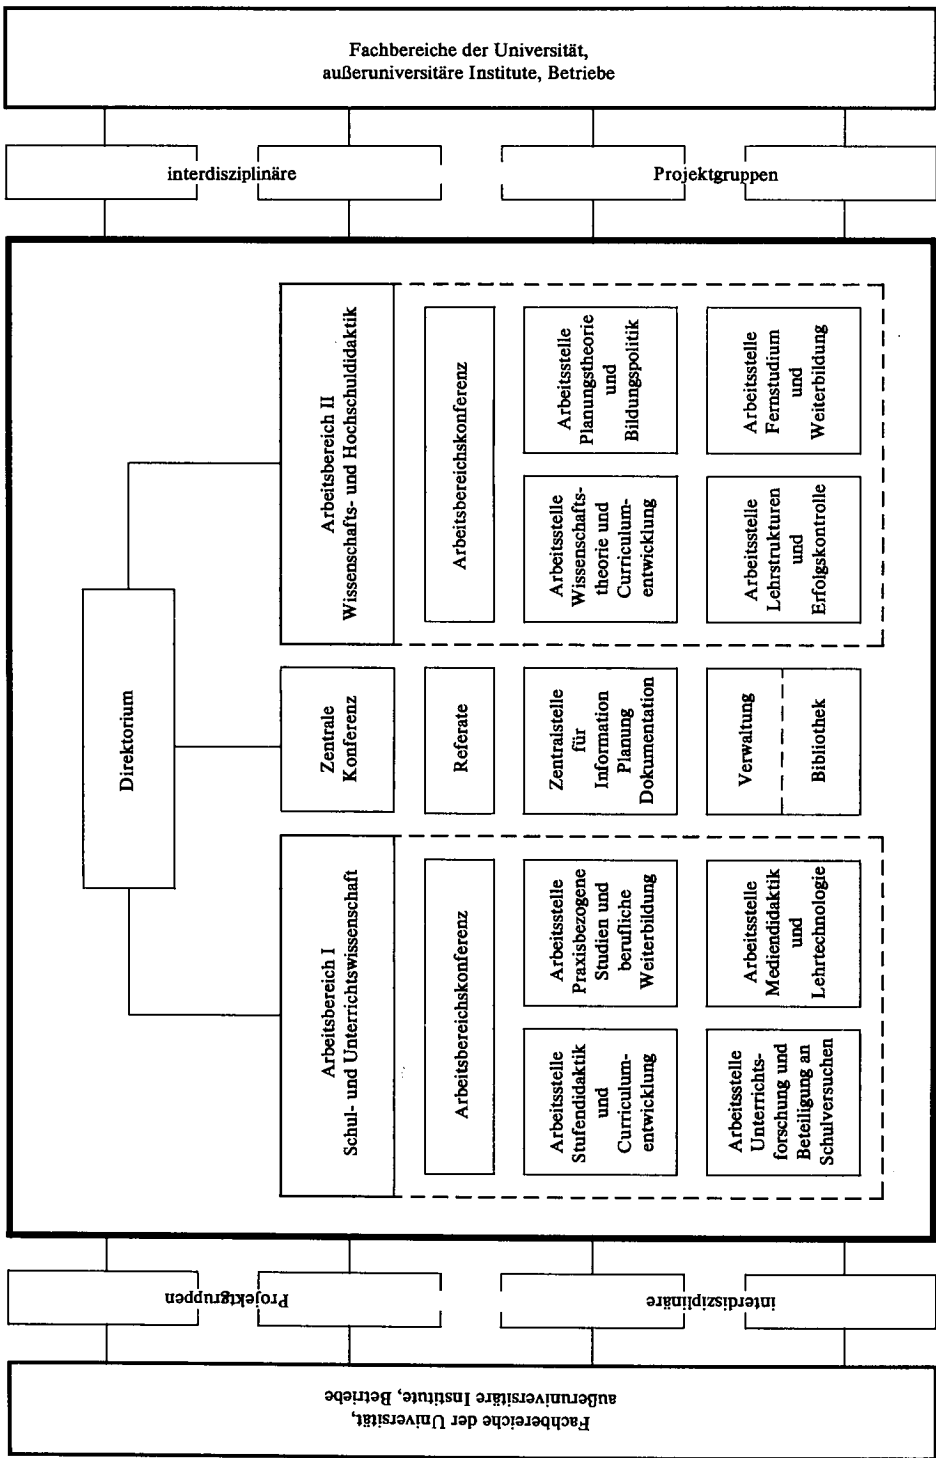 Fachbereiche der Universität,
außeruniversitäre Institute, Betriebe
interdisziplinäre
Projektgruppen
Direktorium
Arbeitsbereich I
Schul- und Unterrichtswissenschaft
Zentrale
Konferenz
Arbeitsbereich II
Wissenschafts- und Hochschuldidaktik
Arbeitsbereichskonferenz
Referate
Arbeitsbereichskonferenz
Arbeitsstelle
Stufendidaktik
und
Curriculum-
entwicklung
Arbeitsstelle
Praxisbezogene
Studien und
berufliche
Weiterbildung
Zentralstelle
für
Information
Planung
Dokumentation
Arbeitsstelle
Wissenschafts-
theorie und
Curriculum-
entwicklung
Arbeitsstelle
Planungstheorie
und
Bildungspolitik
Arbeitsstelle
Unterrichts-
forschung und
Beteiligung an
Schulversuchen
Arbeitsstelle
Mediendidaktik
und
Lehrtechnologie
Verwaltung
Bibliothek
Arbeitsstelle
Lehrstrukturen
und
Erfolgskontrolle
Arbeitsstelle
Fernstudium
und
Weiterbildung
interdisziplinäre
Projektgruppen
Fachbereiche der Universität,
außeruniversitäre Institute, Betriebe